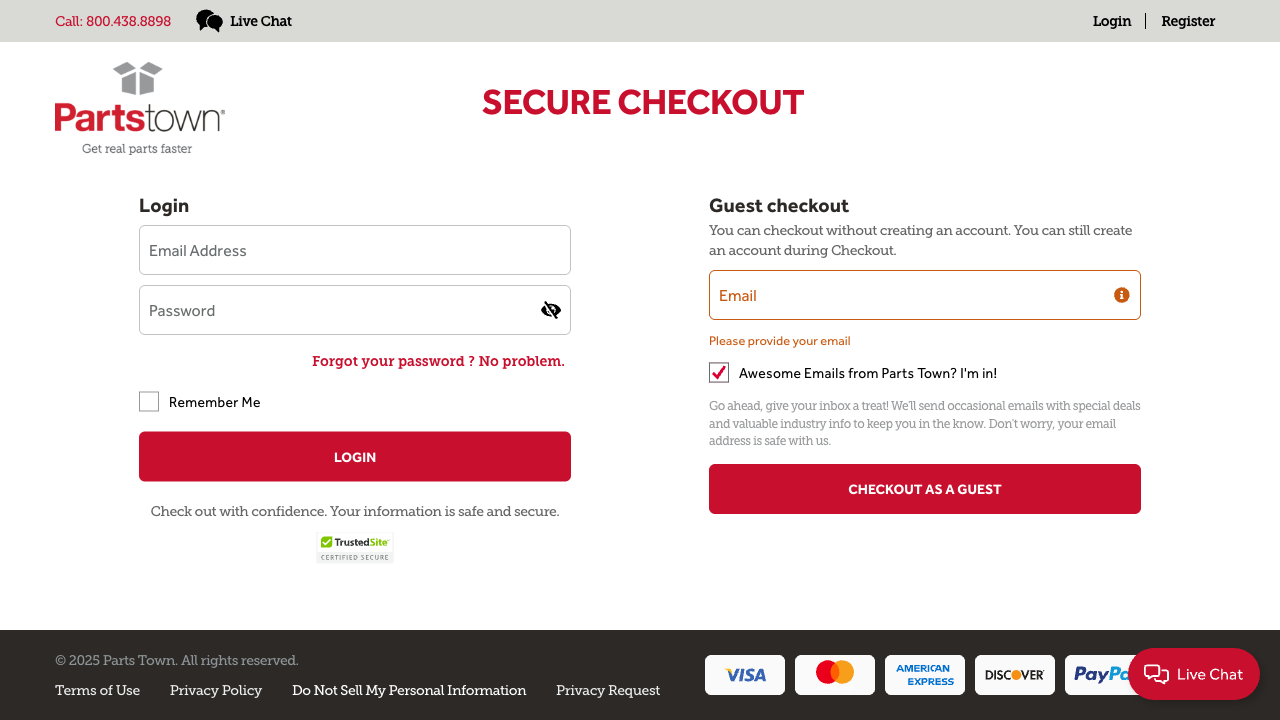 Call: 800.438.8898
Live Chat
Login
Register
Partstown®
Get real parts faster
SECURE CHECKOUT
Login
Email Address
Password
Forgot your password ? No problem.
Remember Me
LOGIN
Check out with confidence. Your information is safe and secure.
TrustedSite
CERTIFIED SECURE
Guest checkout
You can checkout without creating an account. You can still create
an account during Checkout.
Email
Please provide your email
Awesome Emails from Parts Town? I'm in!
Go ahead, give your inbox a treat! We'll send occasional emails with special deals
and valuable industry info to keep you in the know. Don't worry, your email
address is safe with us.
CHECKOUT AS A GUEST
© 2025 Parts Town. All rights reserved.
Terms of Use
Privacy Policy
Do Not Sell My Personal Information
Privacy Request
VISA
AMERICAN
EXPRESS
DISCOVER
PayPa
Live Chat